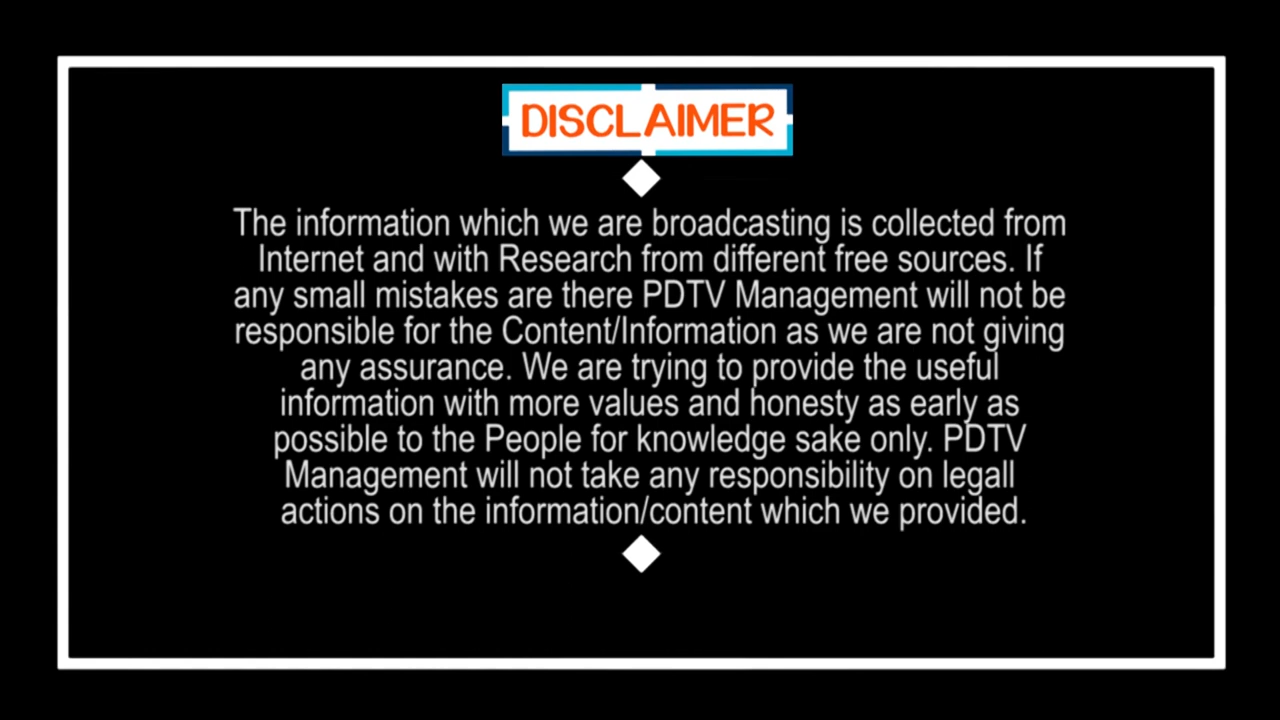 DISCLAIMER
The information which we are broadcasting is collected from
Internet and with Research from different free sources. If
any small mistakes are there PDTV Management will not be
responsible for the Content/Information as we are not giving
any assurance. We are trying to provide the useful
information with more values and honesty as early as
possible to the People for knowledge sake only. PDTV
Management will not take any responsibility on legall
actions on the information/content which we provided.